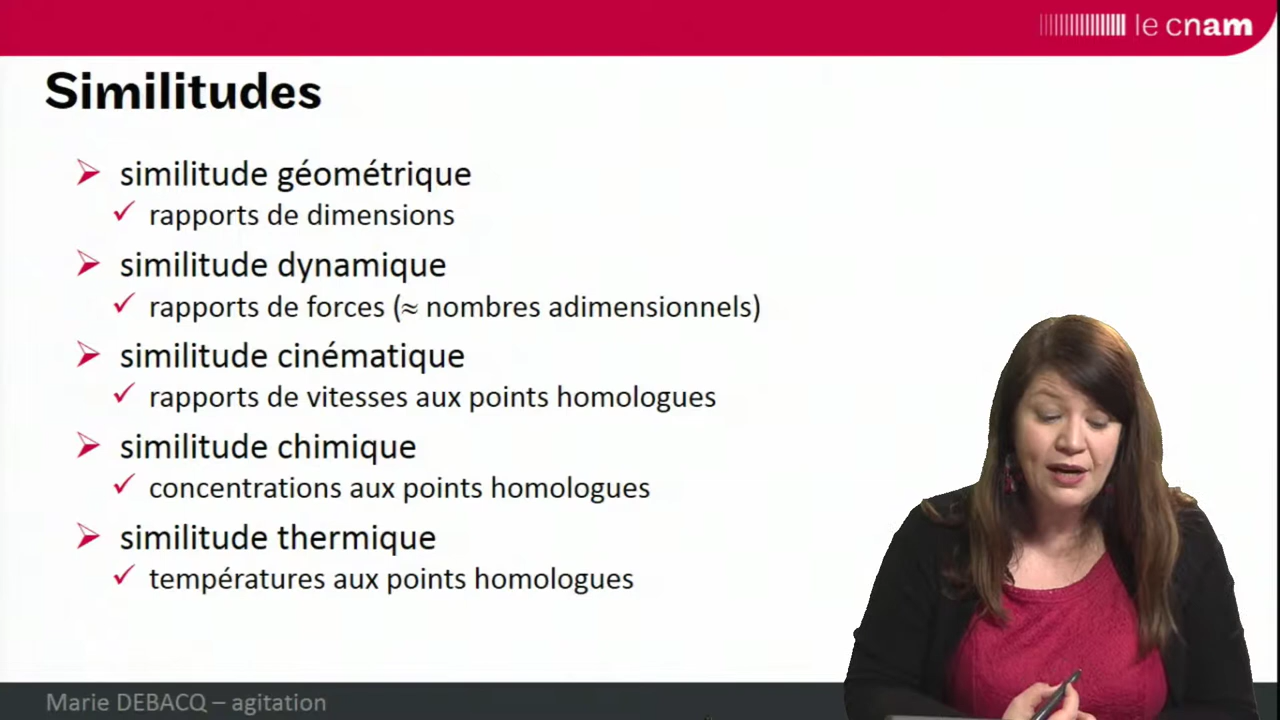 le cnam
Similitudes
similitude géométrique
rapports de dimensions
similitude dynamique
rapports de forces (≈ nombres adimensionnels)
similitude cinématique
rapports de vitesses aux points homologues
similitude chimique
concentrations aux points homologues
similitude thermique
températures aux points homologues
Marie DEBACQ – agitation